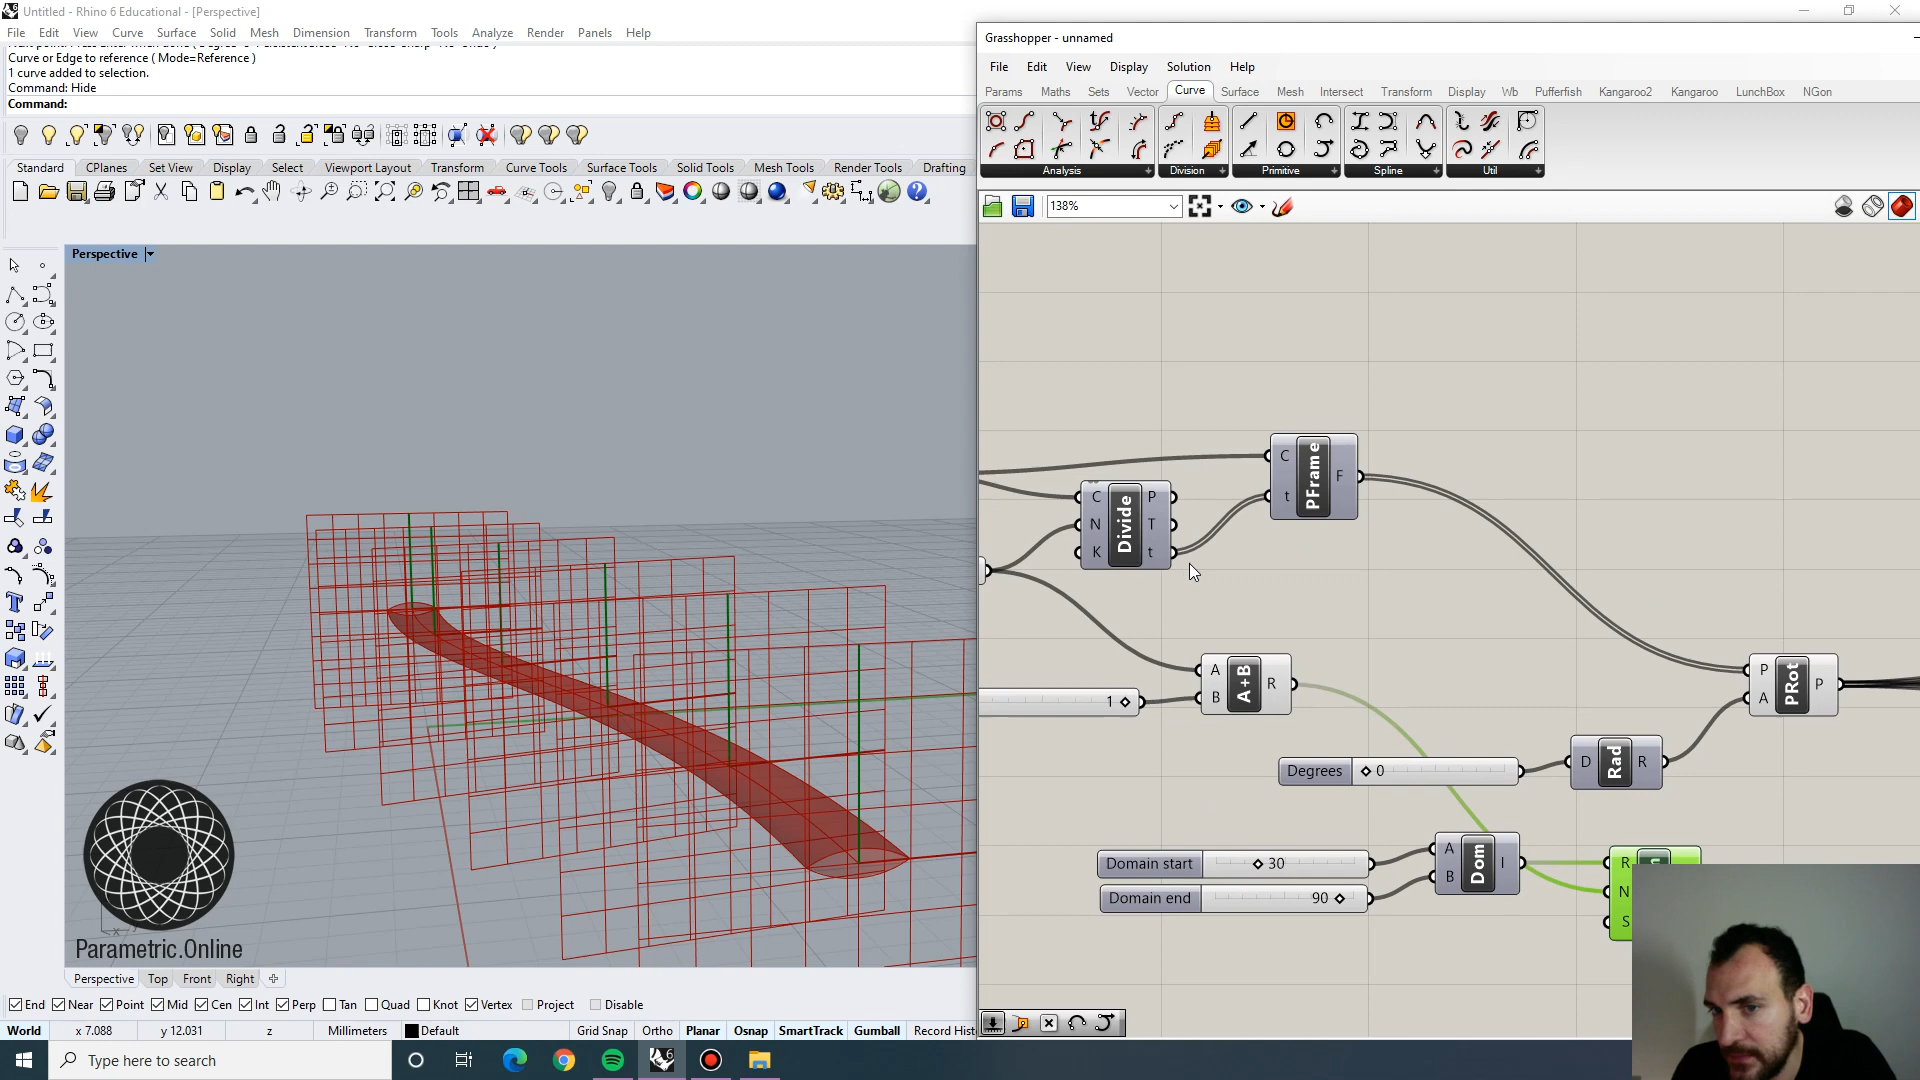 Untitled - Rhino 6 Educational - [Perspective]
File Edit View Curve Surface Solid Mesh Dimension Transform Tools Analyze Render Panels Help
Curve or Edge to reference ( Mode=Reference )
1 curve added to selection.
Command: Hide
Command:
Standard CPlanes Set View Display Select Viewport Layout Transform Curve Tools Surface Tools Solid Tools Mesh Tools Render Tools Drafting
Perspective
Parametric.Online
Perspective Top Front Right
End Near Point Mid Cen Int Perp Tan Quad Knot Vertex Project Disable
World x 7.088 y 12.031 z Millimeters Default Grid Snap Ortho Planar Osnap SmartTrack Gumball Record
Type here to search
Grasshopper - unnamed
File Edit View Display Solution Help
Params Maths Sets Vector Curve Surface Mesh Intersect Transform Display Wb Pufferfish Kangaroo2 Kangaroo LunchBox NGon
Analysis Division Primitive Spline Util
138%
C t PFrame F
C N K Divide P T t
A B A+B R
1
P A PRot P
Degrees 0
D Rad R
Domain start 30
Domain end 90
A B Dom I
R N S